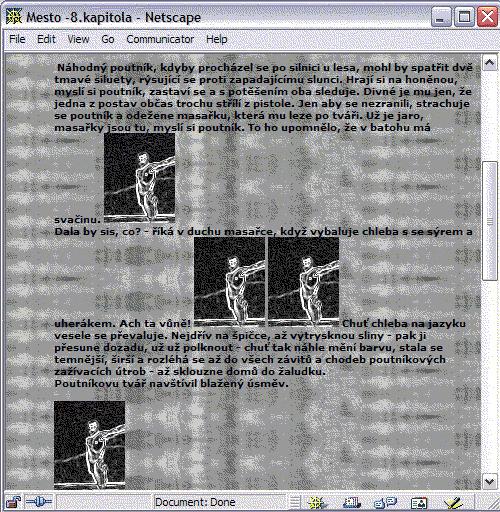 Mesto -8.kapitola - Netscape
File Edit View Go Communicator Help
Náhodný poutník, kdyby procházel se po silnici u lesa, mohl by spatřit dvě
tmavé siluety, rýsující se proti zapadajícímu slunci. Hrají si na honěnou,
myslí si poutník, zastaví se a s potěšením oba sleduje. Divné je mu jen, že
jedna z postav občas trochu střílí z pistole. Jen aby se nezranili, strachuje
se poutník a odežene masařku, která mu leze po tváři. Už je jaro,
masařky jsou tu, myslí si poutník. To ho upomnělo, že v batohu má
svačinu.
Dala by sis, co? - říká v duchu masařce, když vybaluje chleba s se sýrem a
uherákem. Ach ta vůně! Chuť chleba na jazyku
vesele se převaluje. Nejdřív na špičce, až vytrysknou sliny - pak ji
přesune dozadu, už už polknout - chuť tak náhle mění barvu, stala se
temnější, širší a rozléhá se až do všech závitů a chodeb poutníkových
zažívacích útrob - až sklouzne domů do žaludku.
Poutníkovu tvář navštívil blažený úsměv.
Document: Done